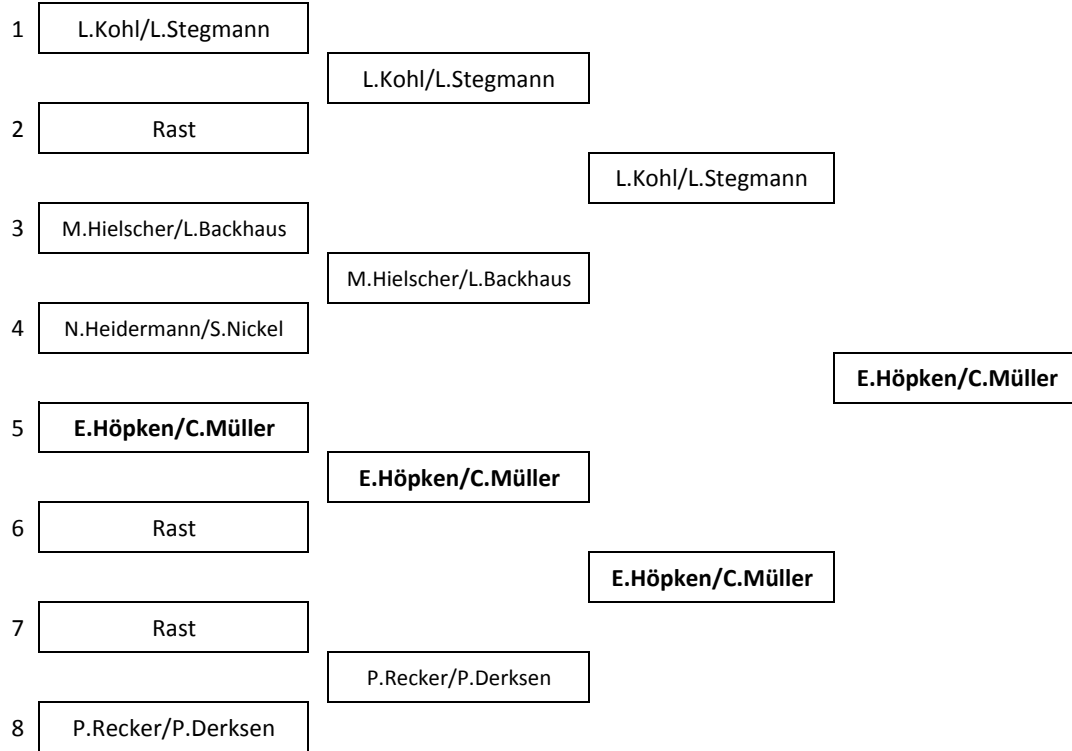 1 L.Kohl/L.Stegmann
L.Kohl/L.Stegmann
2 Rast
L.Kohl/L.Stegmann
3 M.Hielscher/L.Backhaus
M.Hielscher/L.Backhaus
4 N.Heidermann/S.Nickel
E.Höpken/C.Müller
5 E.Höpken/C.Müller
E.Höpken/C.Müller
6 Rast
E.Höpken/C.Müller
7 Rast
P.Recker/P.Derksen
8 P.Recker/P.Derksen